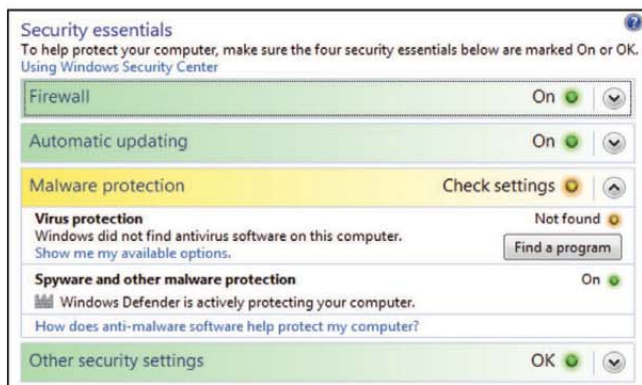 Security essentials
To help protect your computer, make sure the four security essentials below are marked On or OK.
Using Windows Security Center
Firewall On
Automatic updating On
Malware protection Check settings
Virus protection Not found
Windows did not find antivirus software on this computer.
Show me my available options. Find a program
Spyware and other malware protection On
Windows Defender is actively protecting your computer.
How does anti-malware software help protect my computer?
Other security settings OK